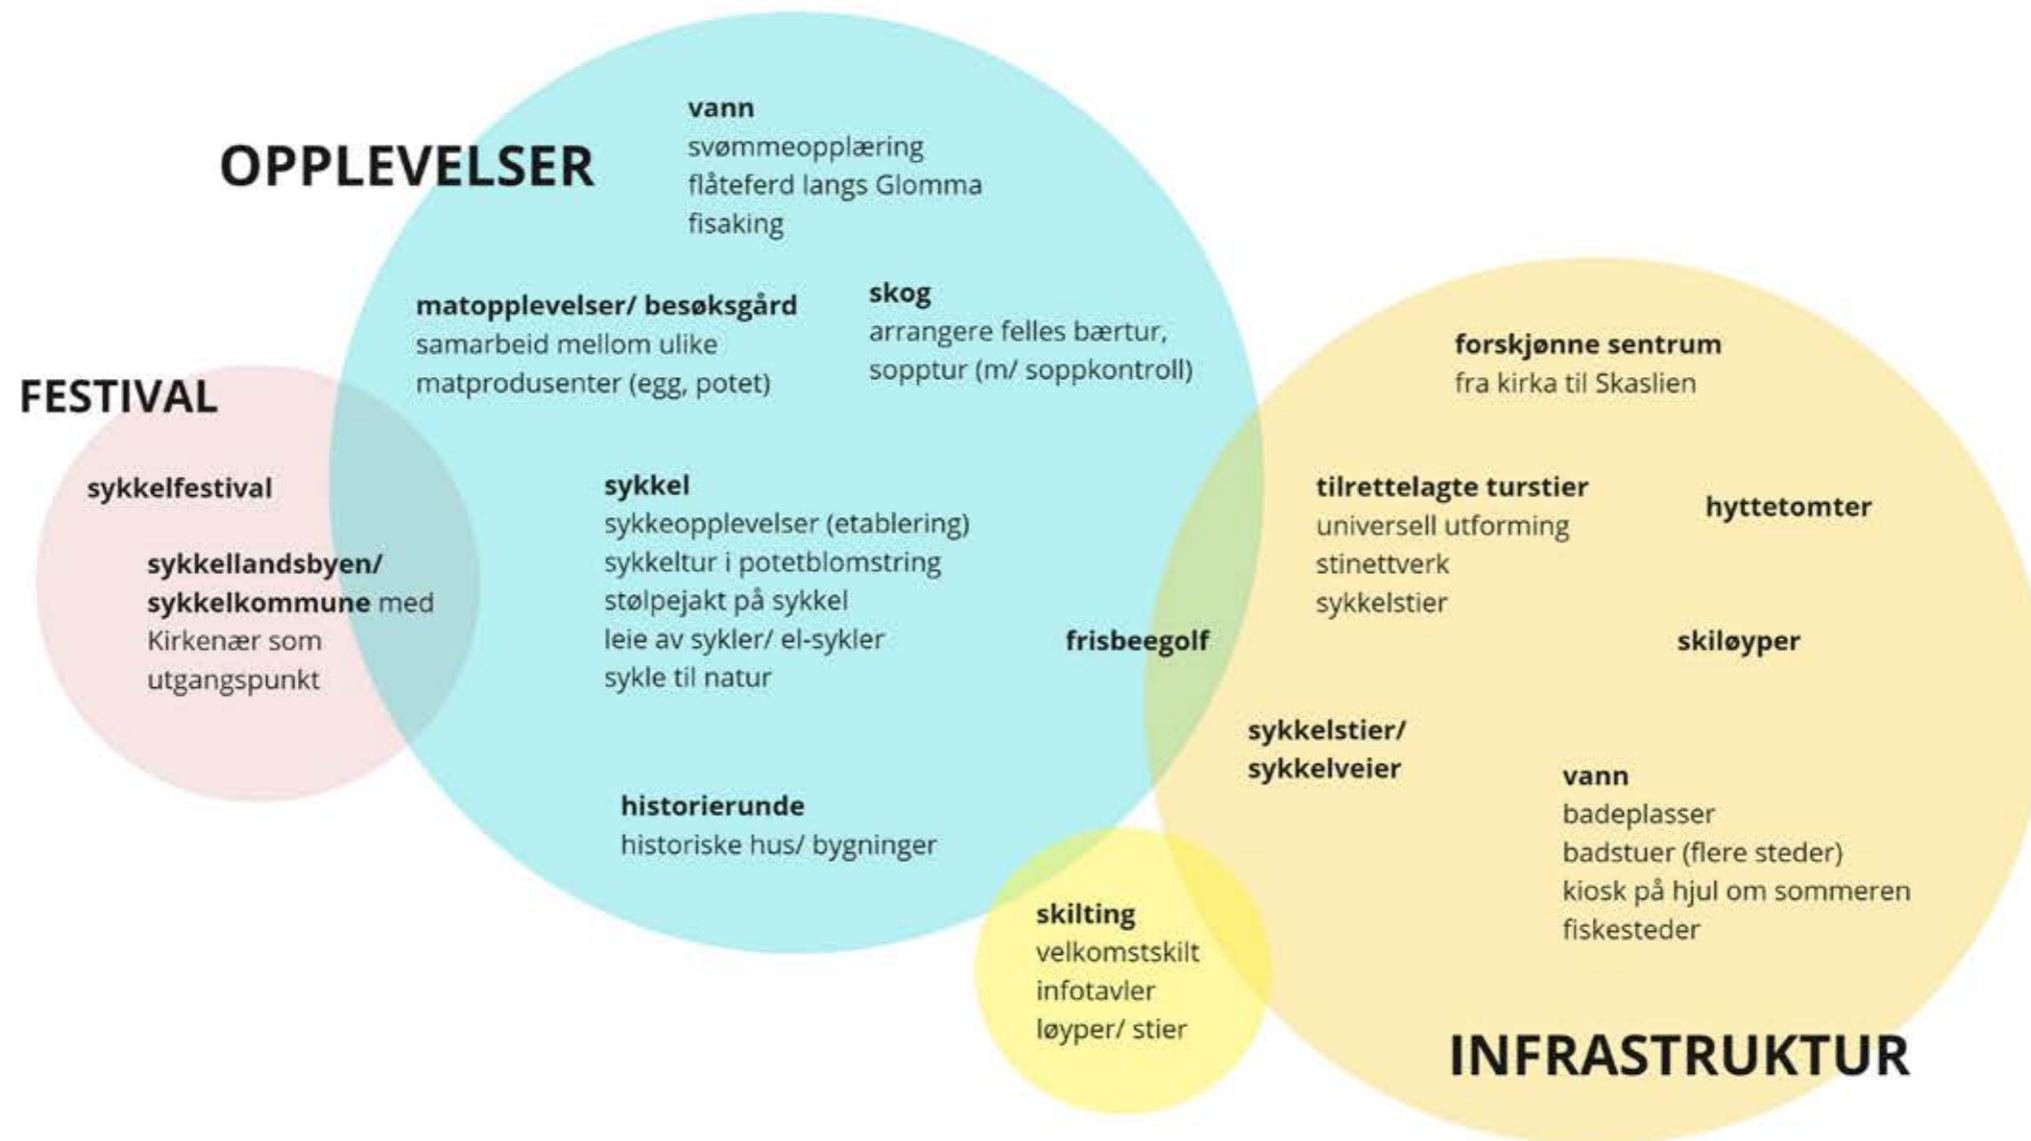 OPPLEVELSER
vann
svømmeopplæring
flåteferd langs Glomma
fisaking
matopplevelser/ besøksgård
samarbeid mellom ulike
matprodusenter (egg, potet)
skog
arrangere felles bærtur,
sopptur (m/ soppkontroll)
FESTIVAL
sykkelfestival
sykkellandsbyen/
sykkelkommune med
Kirkenær som
utgangspunkt
sykkel
sykkeopplevelser (etablering)
sykkeltur i potetblomstring
stølpejakt på sykkel
leie av sykler/ el-sykler
sykle til natur
frisbeegolf
historierunde
historiske hus/ bygninger
forskjønne sentrum
fra kirka til Skaslien
tilrettelagte turstier
universell utforming
stinettverk
sykkelstier
hyttetomter
skiløyper
sykkelstier/
sykkelveier
vann
badeplasser
badstuer (flere steder)
kiosk på hjul om sommeren
fiskesteder
skilting
velkomstskilt
infotavler
løyper/ stier
INFRASTRUKTUR